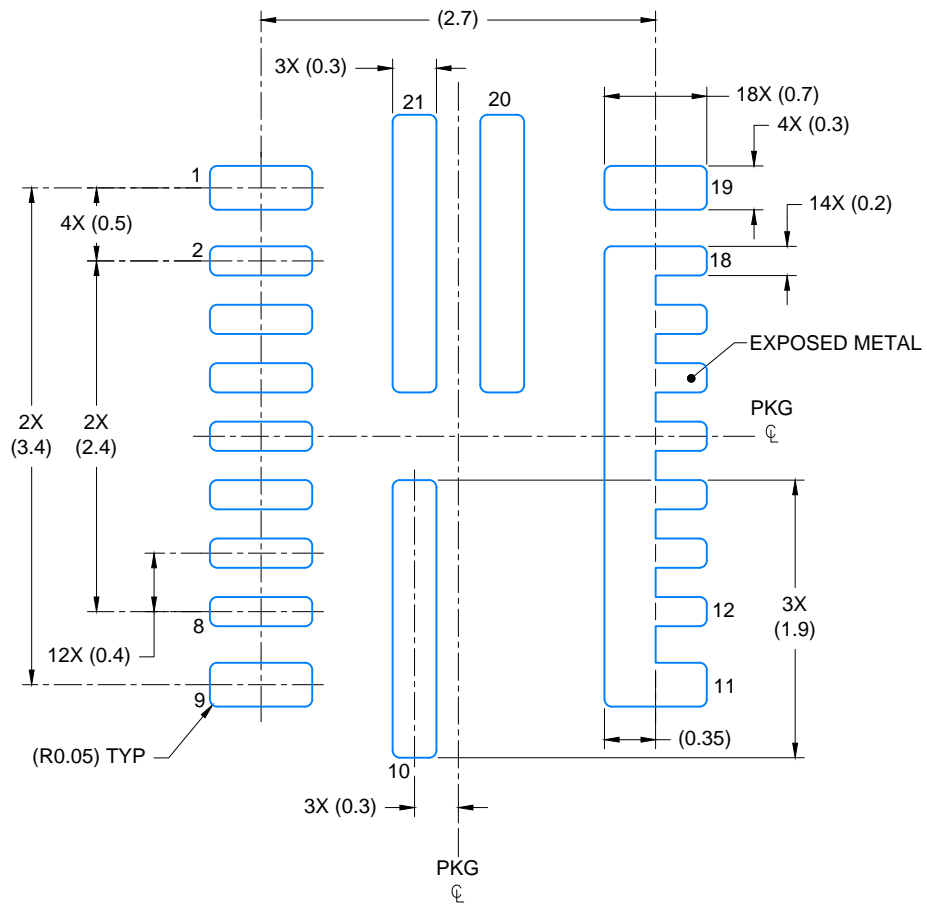 (2.7)
3X (0.3)
21
20
18X (0.7)
4X (0.3)
1
19
4X (0.5)
14X (0.2)
2
18
EXPOSED METAL
PKG
℄
2X
(3.4)
2X
(2.4)
8
12
3X
(1.9)
12X (0.4)
9
11
(R0.05) TYP
(0.35)
10
3X (0.3)
PKG
℄